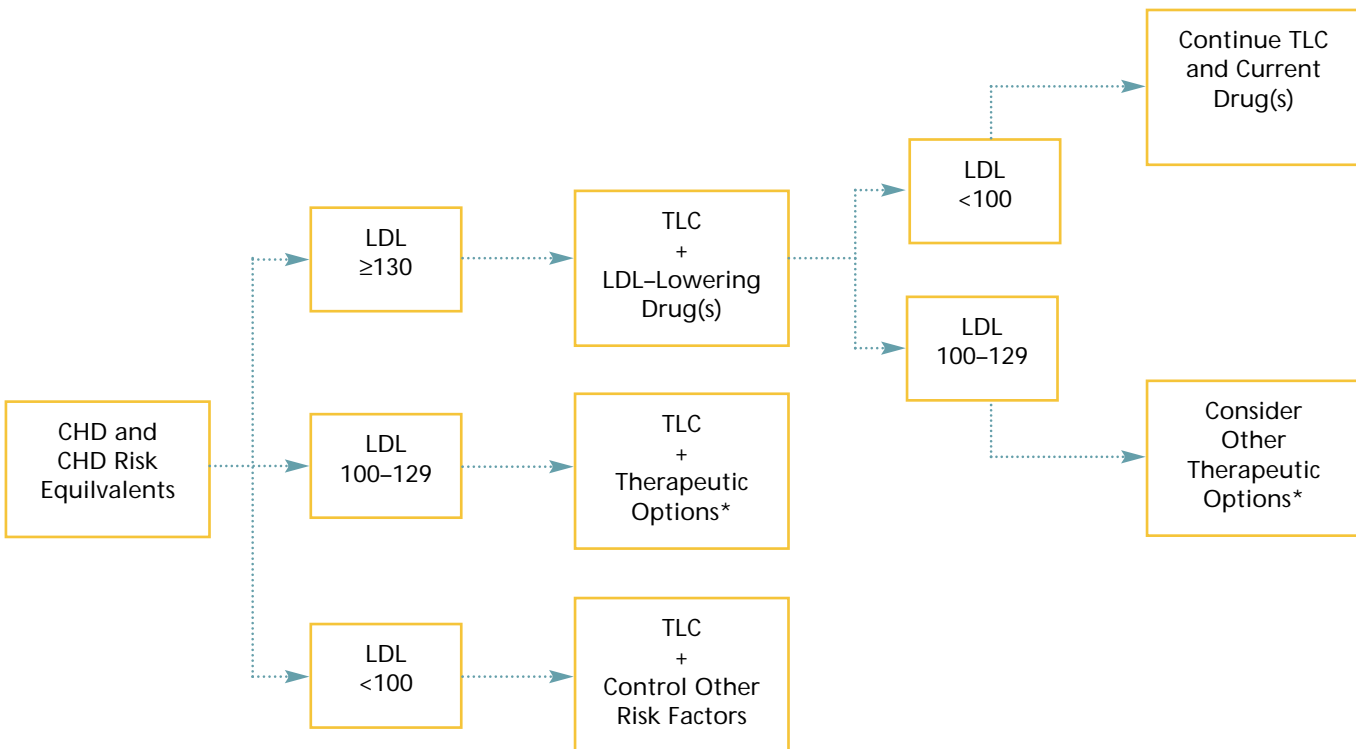 CHD and
CHD Risk
Equilvalents
LDL
≥130
TLC
+
LDL–Lowering
Drug(s)
LDL
<100
Continue TLC
and Current
Drug(s)
LDL
100–129
Consider
Other
Therapeutic
Options*
LDL
100–129
TLC
+
Therapeutic
Options*
LDL
<100
TLC
+
Control Other
Risk Factors